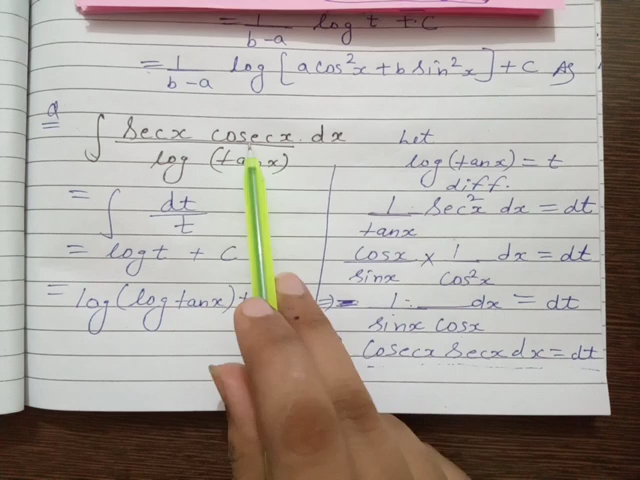 = 1/(b-a) log t + C
= 1/(b-a) log [a cos²x + b sin²x] + C As
Q
∫ secx cosecx . dx / log (tanx)
= ∫ dt/t
= log t + C
= log(log tanx) +
Let
log(tanx) = t
diff.
1/tanx . sec²x dx = dt
cosx/sinx × 1/cos²x dx = dt
⇒ 1/(sinx cosx) dx = dt
cosecx secx dx = dt